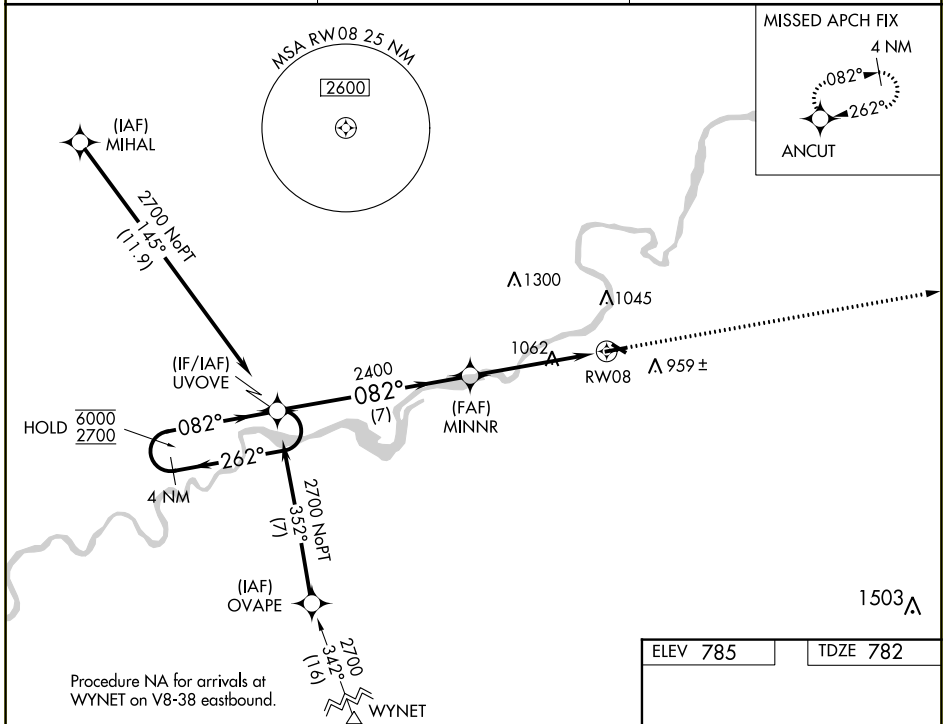 MISSED APCH FIX
4 NM
082°
262°
ANCUT
MSA RW08 25 NM
2600
(IAF)
MIHAL
2700 NoPT
145°
(11.9)
1300
1045
1062
RW08
959 ±
(IF/IAF)
UVOVE
2400
082°
(7)
(FAF)
MINNR
HOLD
6000
2700
082°
262°
4 NM
2700 NoPT
352°
(7)
(IAF)
OVAPE
1503
2700
342°
(16)
WYNET
Procedure NA for arrivals at
WYNET on V8-38 eastbound.
ELEV 785
TDZE 782